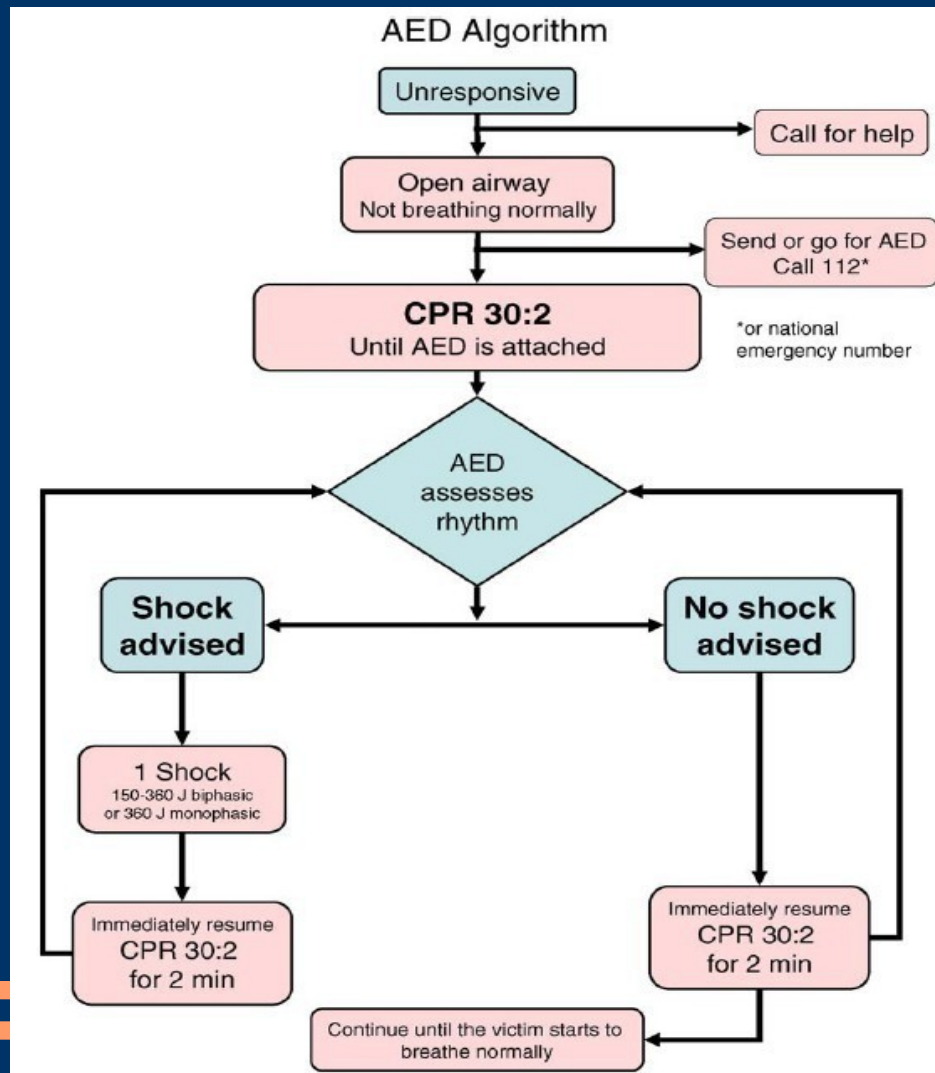 AED Algorithm
Unresponsive
Call for help
Open airway
Not breathing normally
Send or go for AED
Call 112*
CPR 30:2
Until AED is attached
*or national
emergency number
AED
assesses
rhythm
Shock
advised
No shock
advised
1 Shock
150-360 J biphasic
or 360 J monophasic
Immediately resume
CPR 30:2
for 2 min
Immediately resume
CPR 30:2
for 2 min
Continue until the victim starts to
breathe normally